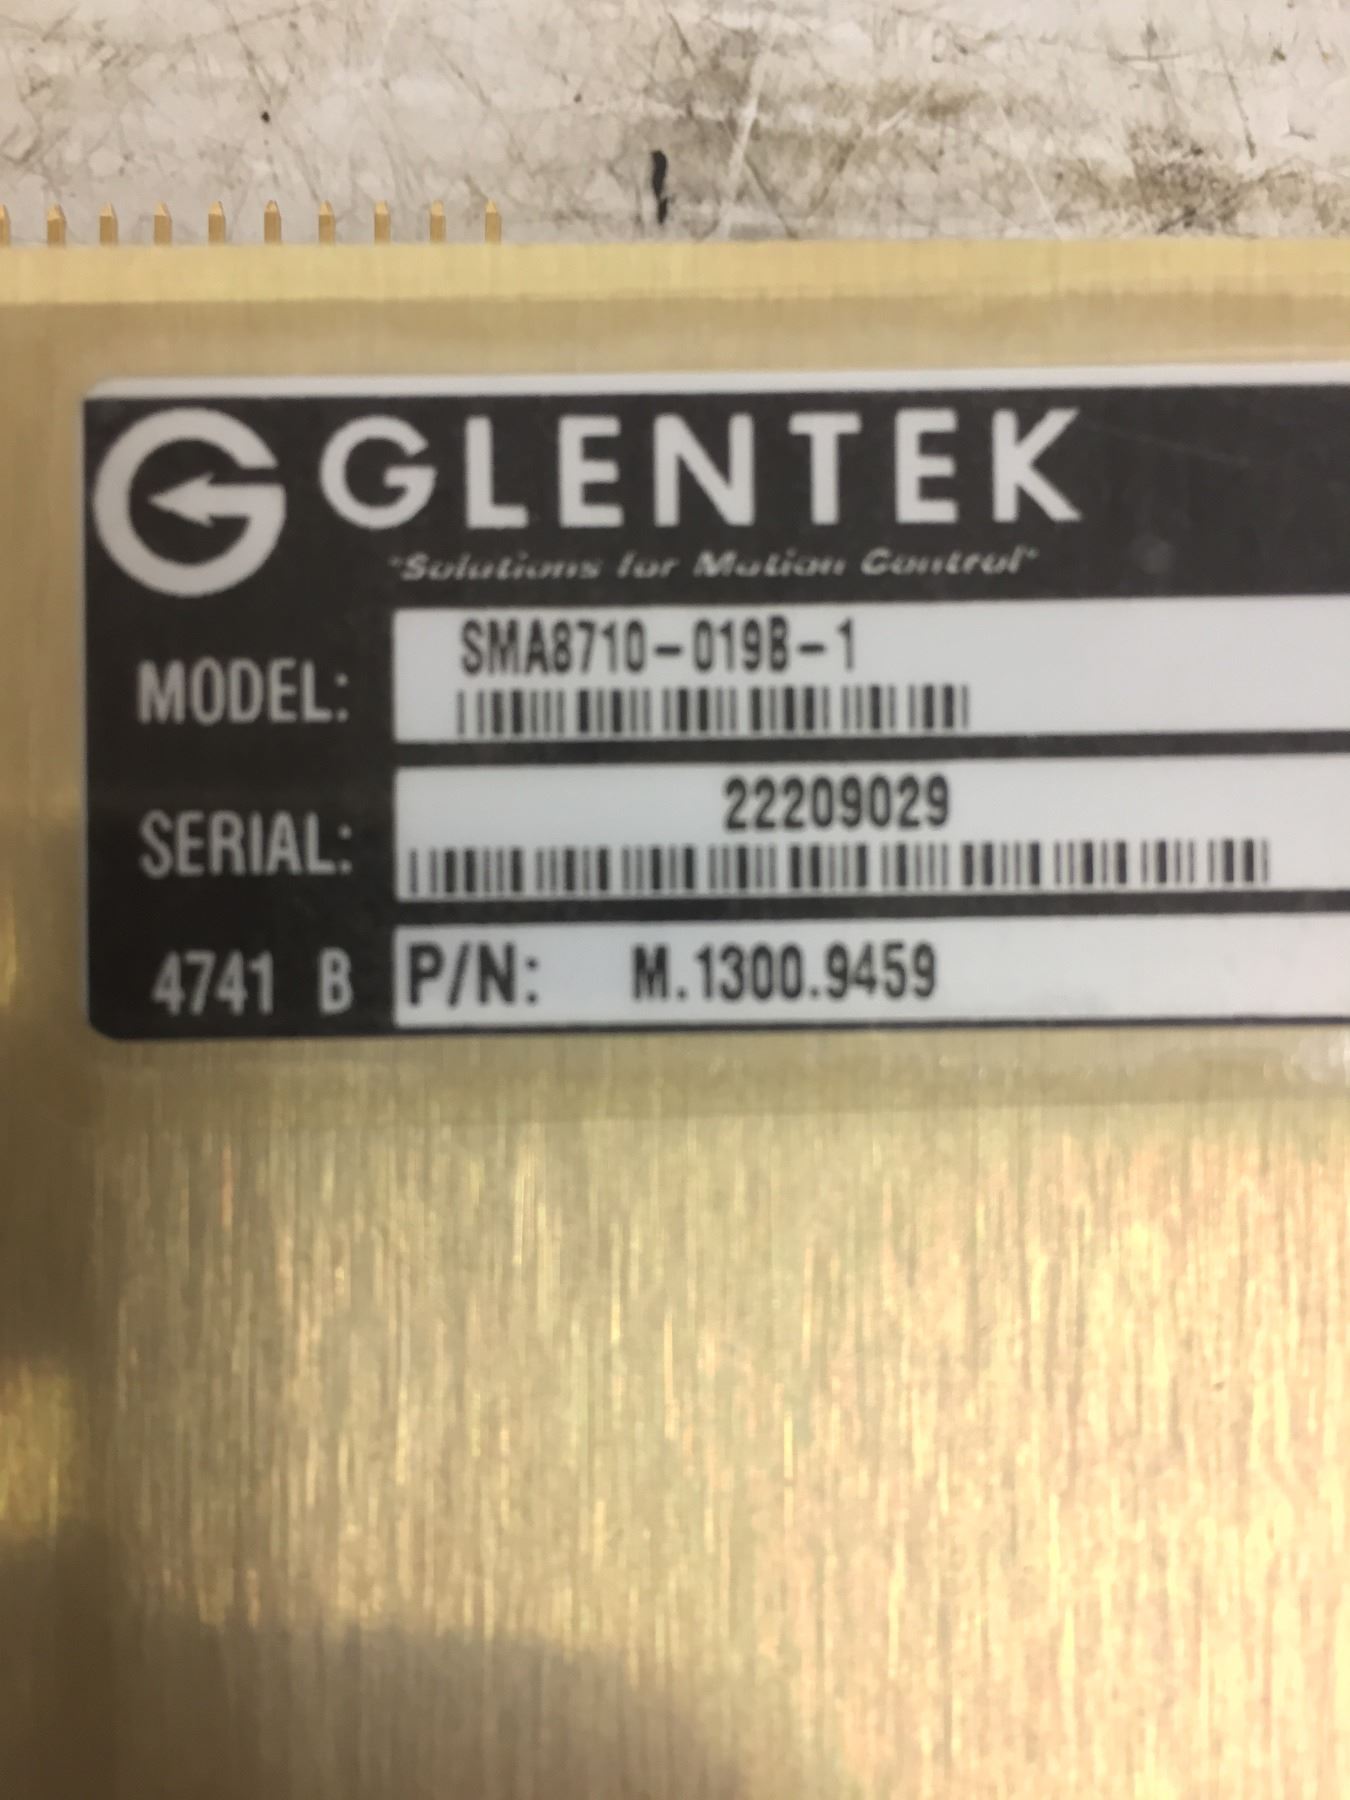 GLENTEK
"Solutions for Motion Control"
MODEL: SMA8710-019B-1
SERIAL: 22209029
4741 B P/N: M.1300.9459